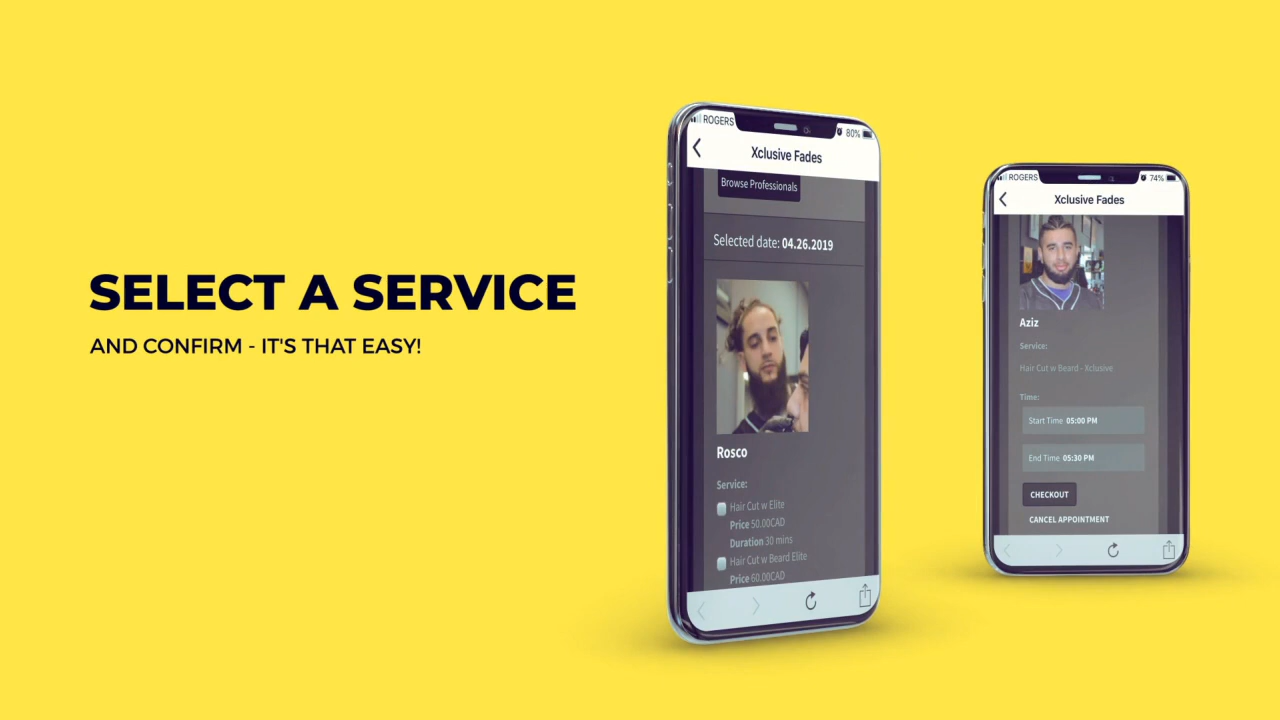 SELECT A SERVICE
AND CONFIRM - IT'S THAT EASY!
ROGERS
80%
Xclusive Fades
Browse Professionals
Selected date: 04.26.2019
Rosco
Service:
Hair Cut w Elite
Price 50.00CAD
Duration 30 mins
Hair Cut w Beard Elite
Price 60.00CAD
ROGERS
74%
Xclusive Fades
Aziz
Service:
Hair Cut w Beard - Xclusive
Time:
Start Time 05:00 PM
End Time 05:30 PM
CHECKOUT
CANCEL APPOINTMENT